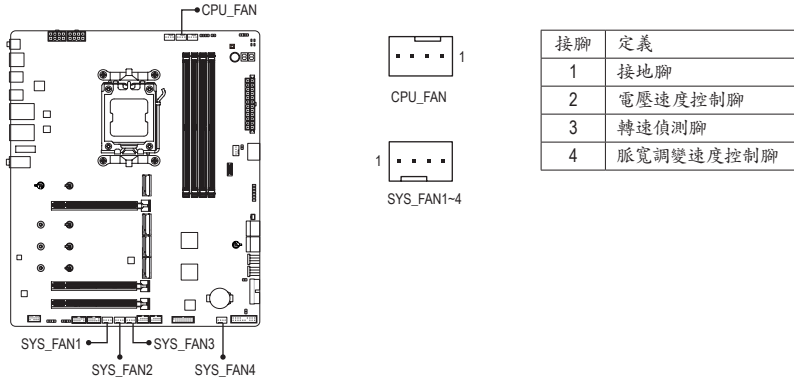 CPU_FAN
1
CPU_FAN
1
SYS_FAN1~4
接腳 定義
1 接地腳
2 電壓速度控制腳
3 轉速偵測腳
4 脈寬調變速度控制腳
SYS_FAN1
SYS_FAN3
SYS_FAN2
SYS_FAN4